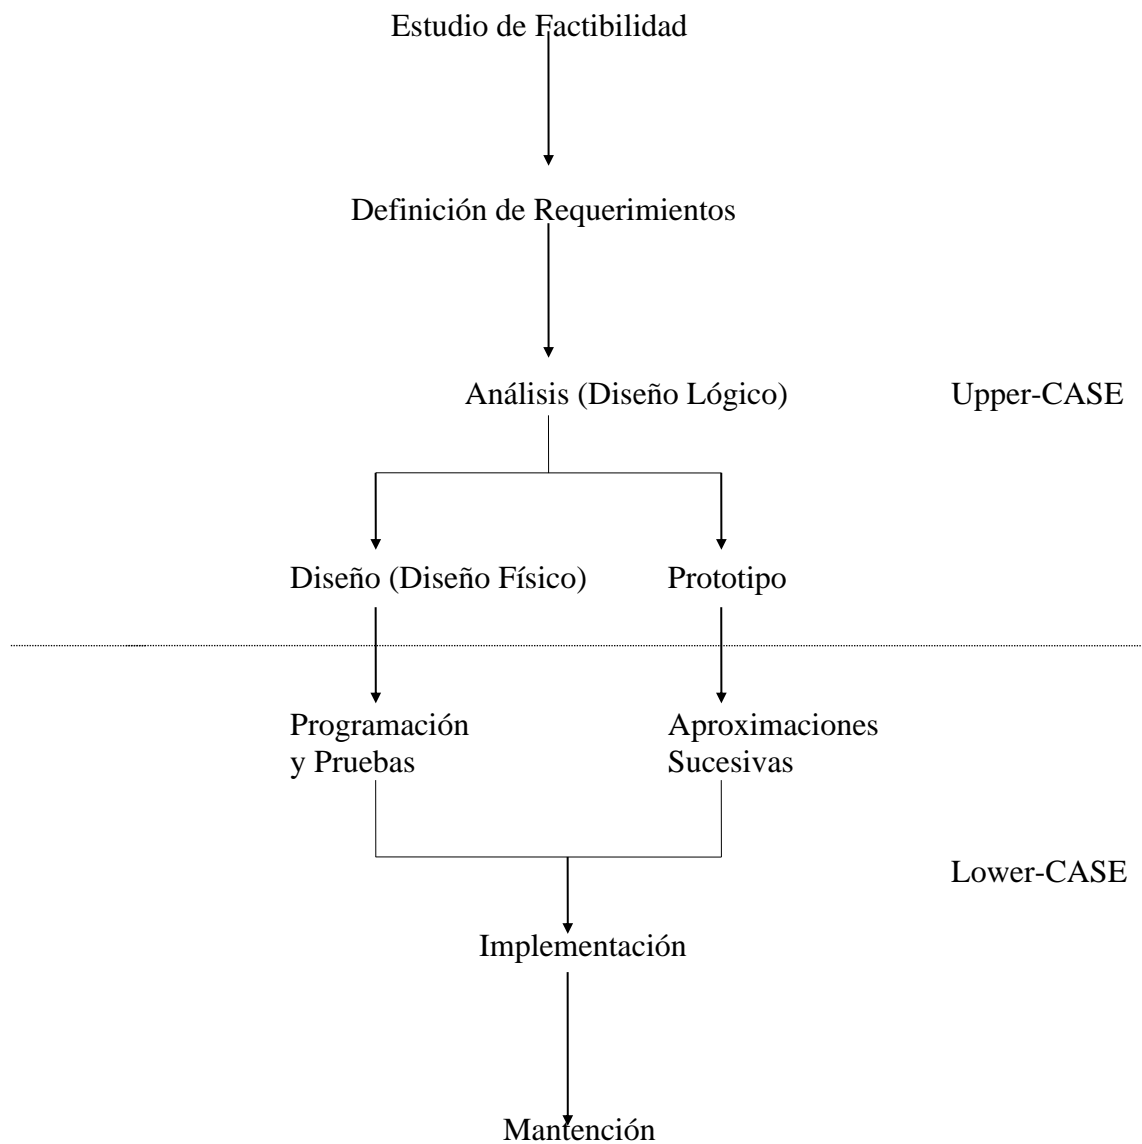 Estudio de Factibilidad
Definición de Requerimientos
Análisis (Diseño Lógico)
Upper-CASE
Diseño (Diseño Físico)
Prototipo
Programación
y Pruebas
Aproximaciones
Sucesivas
Lower-CASE
Implementación
Mantención